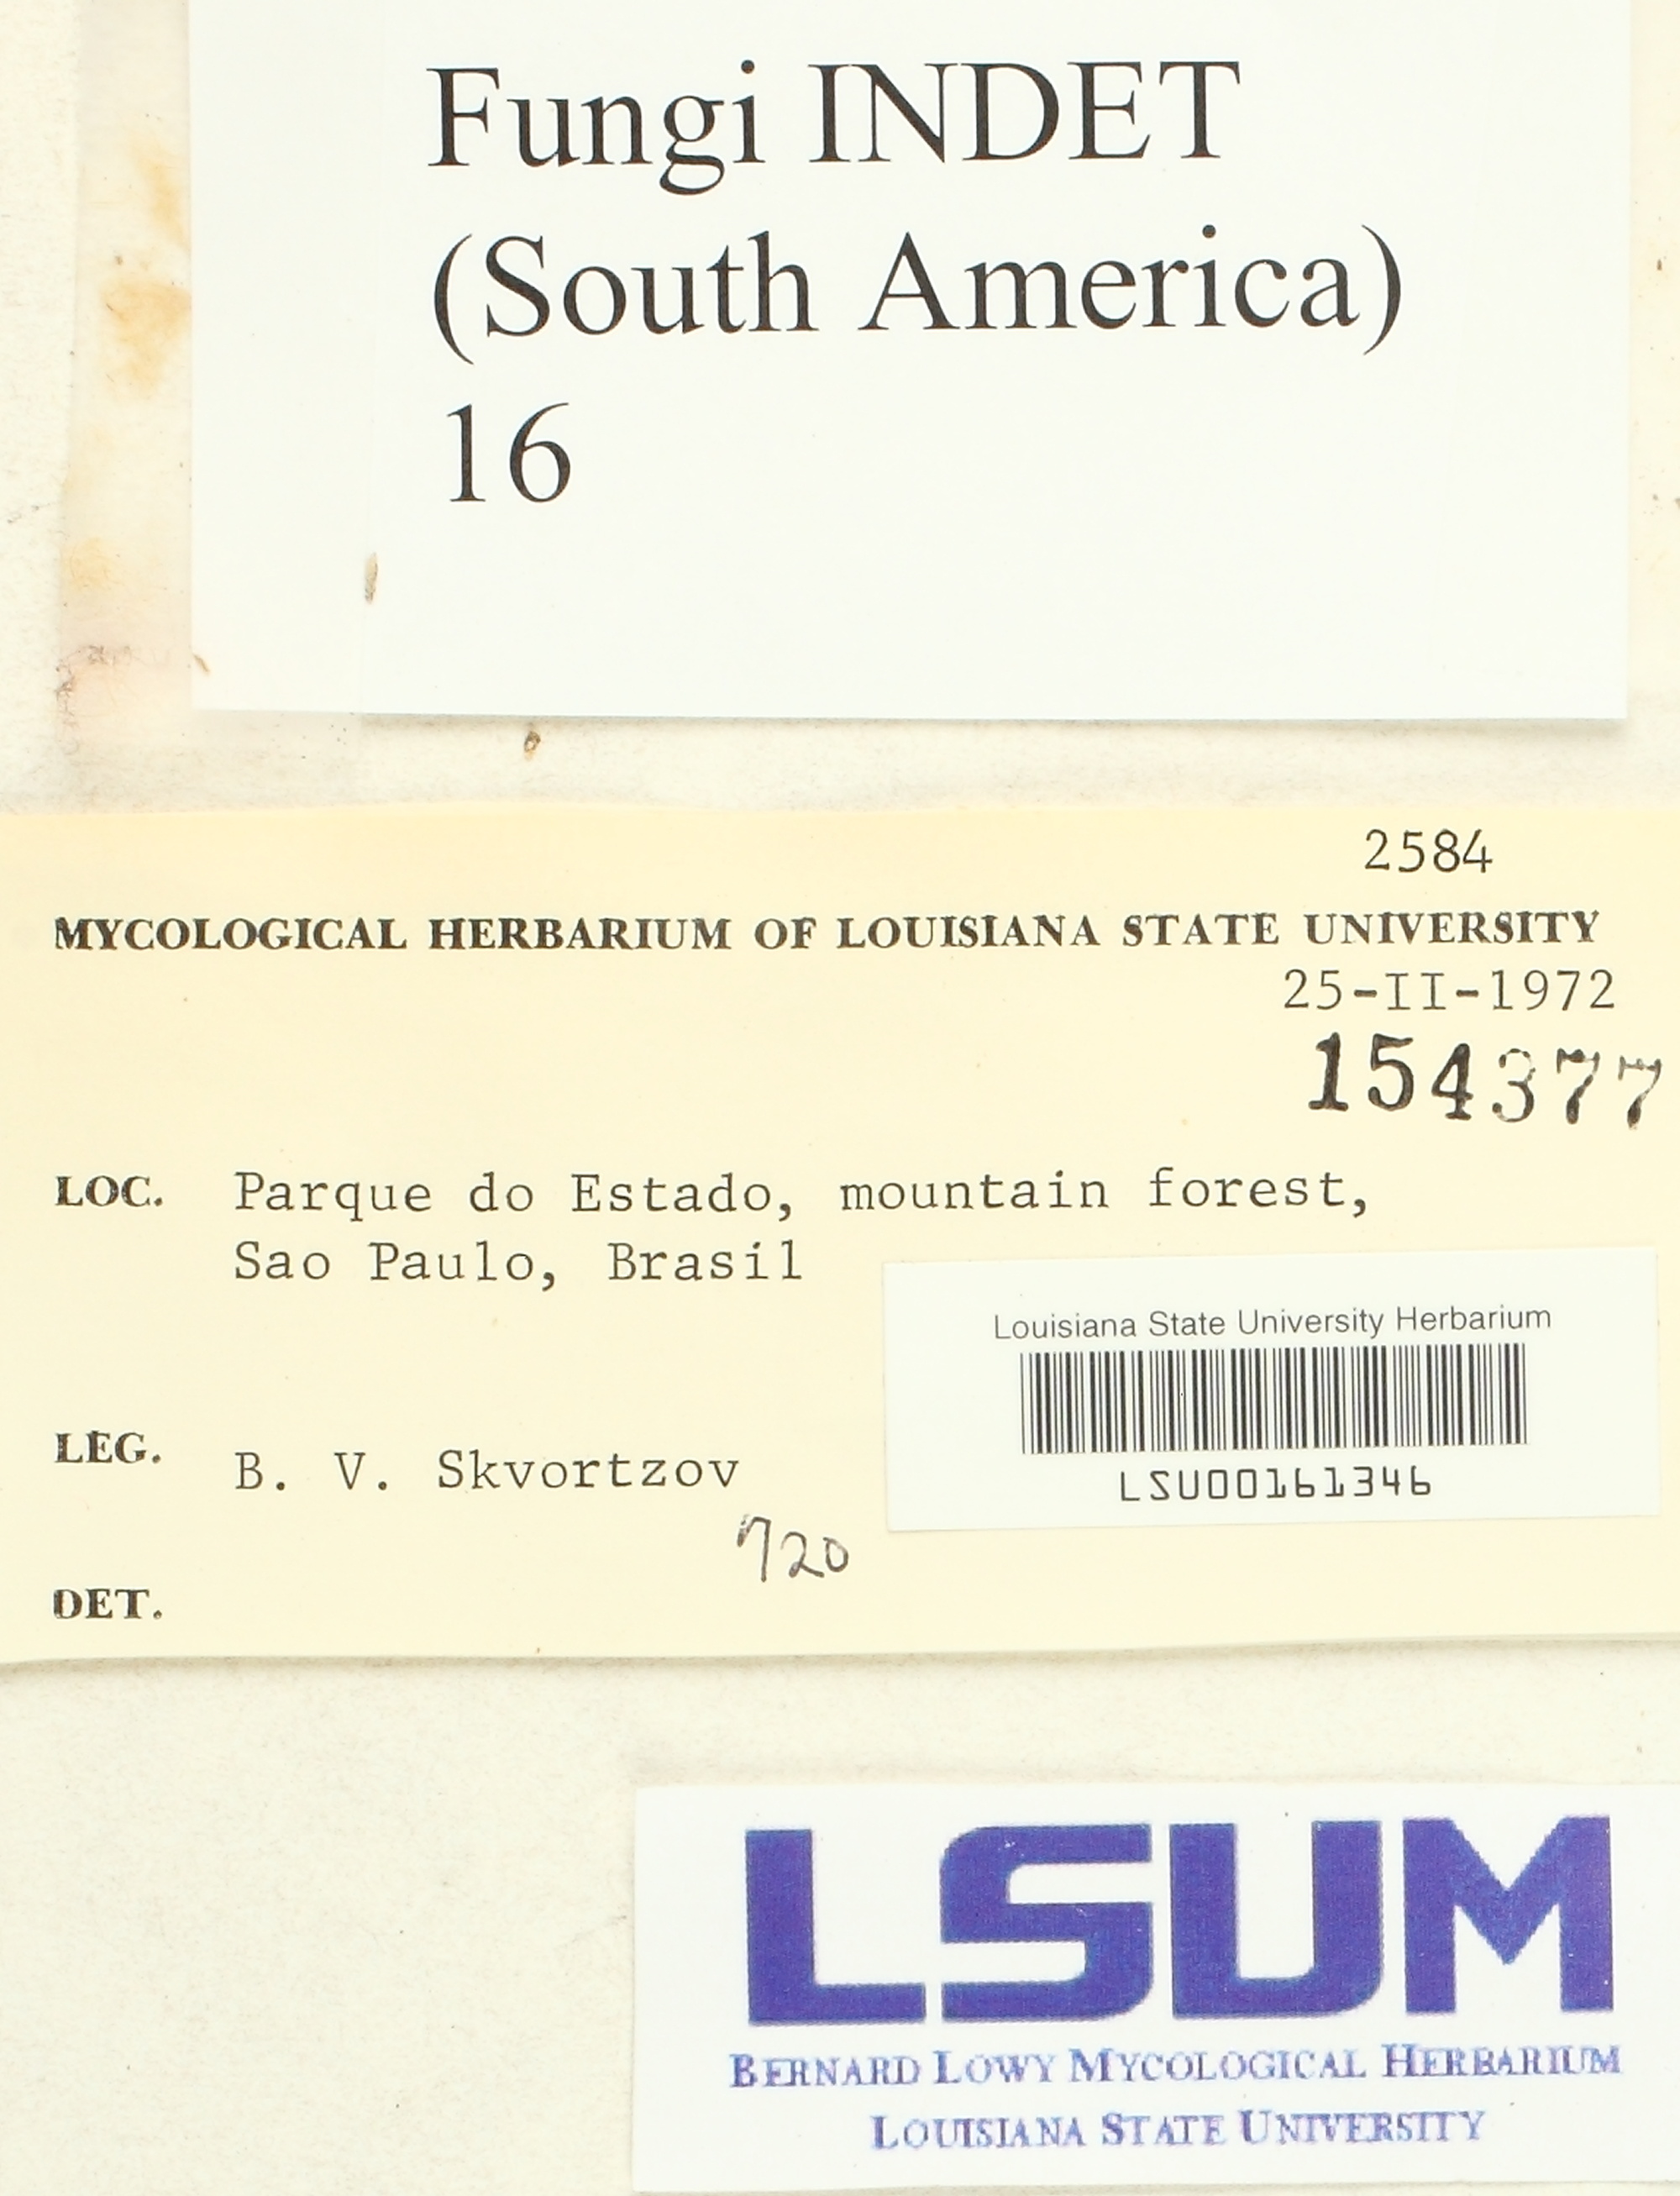 Fungi INDET
(South America)
16
2584
MYCOLOGICAL HERBARIUM OF LOUISIANA STATE UNIVERSITY
25-II-1972
154377
LOC. Parque do Estado, mountain forest,
Sao Paulo, Brasil
Louisiana State University Herbarium
LSU00161346
LEG. B. V. Skvortzov
720
DET.
LSUM
BERNARD LOWY MYCOLOGICAL HERBARIUM
LOUISIANA STATE UNIVERSITY